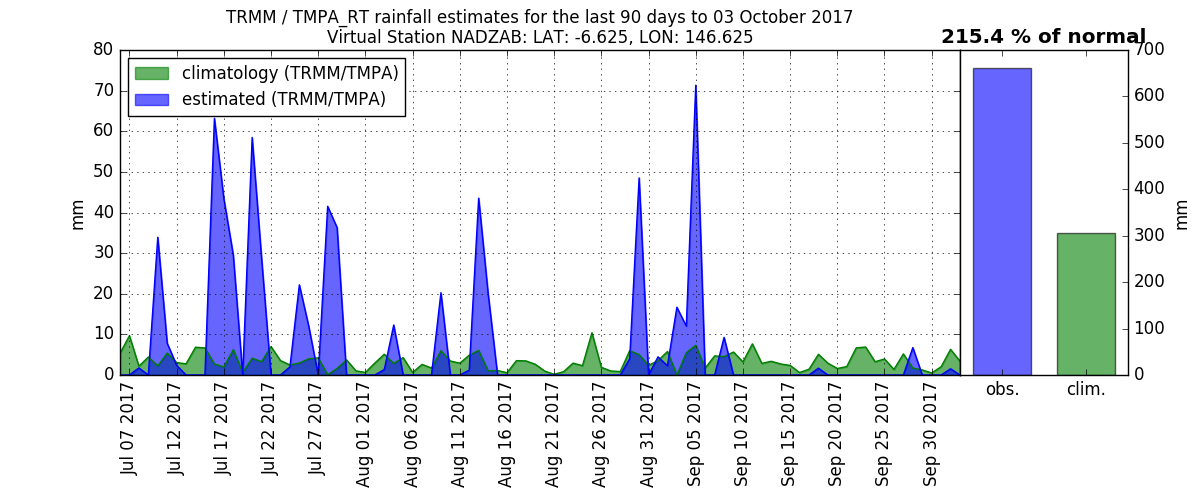 TRMM / TMPA_RT rainfall estimates for the last 90 days to 03 October 2017
Virtual Station NADZAB: LAT: -6.625, LON: 146.625
215.4 % of normal
climatology (TRMM/TMPA)
estimated (TRMM/TMPA)
80
70
60
50
40
30
20
10
0
mm
700
600
500
400
300
200
100
0
mm
obs.
clim.
Jul 07 2017
Jul 12 2017
Jul 17 2017
Jul 22 2017
Jul 27 2017
Aug 01 2017
Aug 06 2017
Aug 11 2017
Aug 16 2017
Aug 21 2017
Aug 26 2017
Aug 31 2017
Sep 05 2017
Sep 10 2017
Sep 15 2017
Sep 20 2017
Sep 25 2017
Sep 30 2017